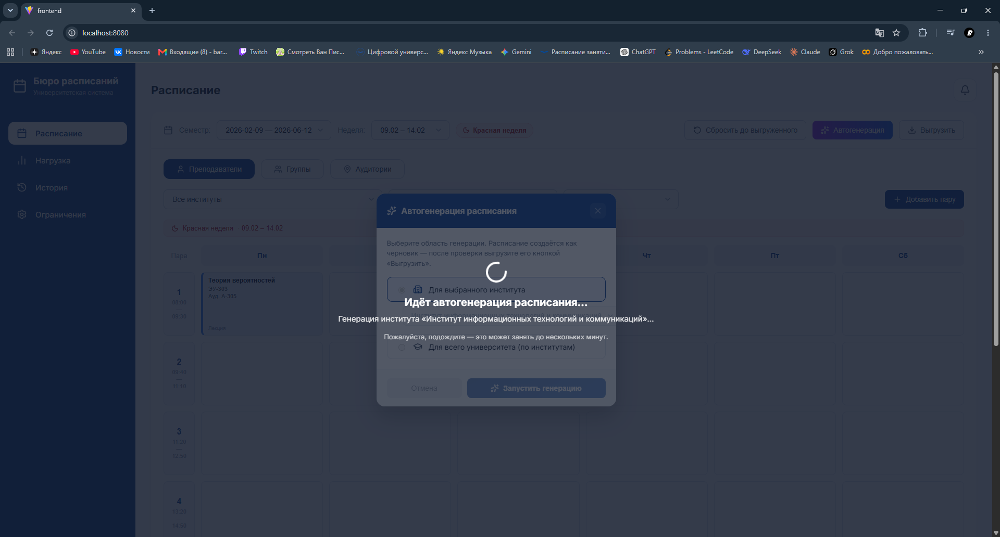 frontend
localhost:8080
Яндекс
YouTube
Новости
Входящие (8) - bar...
Twitch
Смотреть Ван Пис...
Цифровой универс...
Яндекс Музыка
Gemini
Расписание заняти...
ChatGPT
Problems - LeetCode
DeepSeek
Claude
Grok
Добро пожаловать...
Бюро расписаний
Университетская система
Расписание
Нагрузка
История
Ограничения
Расписание
Семестр:
2026-02-09 — 2026-06-12
Неделя:
09.02 – 14.02
Красная неделя
Сбросить до выгруженного
Автогенерация
Выгрузить
Преподаватели
Группы
Аудитории
Все институты
Добавить пару
Красная неделя · 09.02 – 14.02
Пара
Пн
Чт
Пт
Сб
1
08:00
—
09:30
Теория вероятностей
ЭУ-303
Ауд. А-305
Лекция
2
09:40
—
11:10
3
11:20
—
12:50
4
13:20
—
14:50
Автогенерация расписания
Выберите область генерации. Расписание создаётся как
черновик — после проверки выгрузите его кнопкой
«Выгрузить».
Для выбранного института
Идёт автогенерация расписания...
Институт информационных технологий и коммуникаций
Генерация института «Институт информационных технологий и коммуникаций»...
Пожалуйста, подождите — это может занять до нескольких минут.
Для всего университета (по институтам)
Отмена
Запустить генерацию